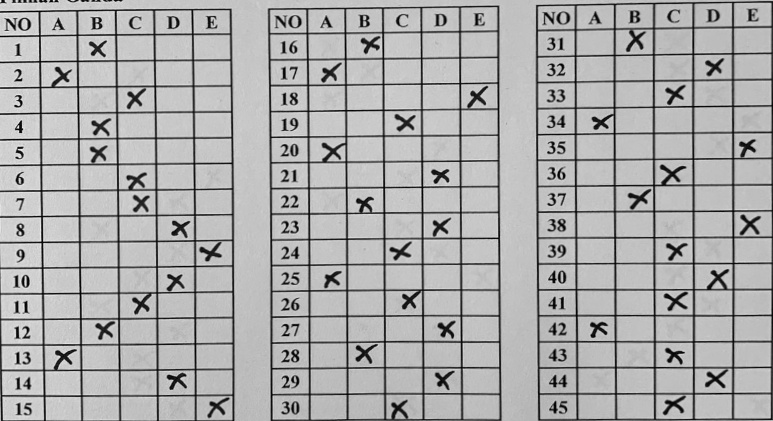 NO A B C D E
1 X
2 X
3 X
4 X
5 X
6 X
7 X
8 X
9 X
10 X
11 X
12 X
13 X
14 X
15 X
NO A B C D E
16 X
17 X
18 X
19 X
20 X
21 X
22 X
23 X
24 X
25 X
26 X
27 X
28 X
29 X
30 X
NO A B C D E
31 X
32 X
33 X
34 X
35 X
36 X
37 X
38 X
39 X
40 X
41 X
42 X
43 X
44 X
45 X